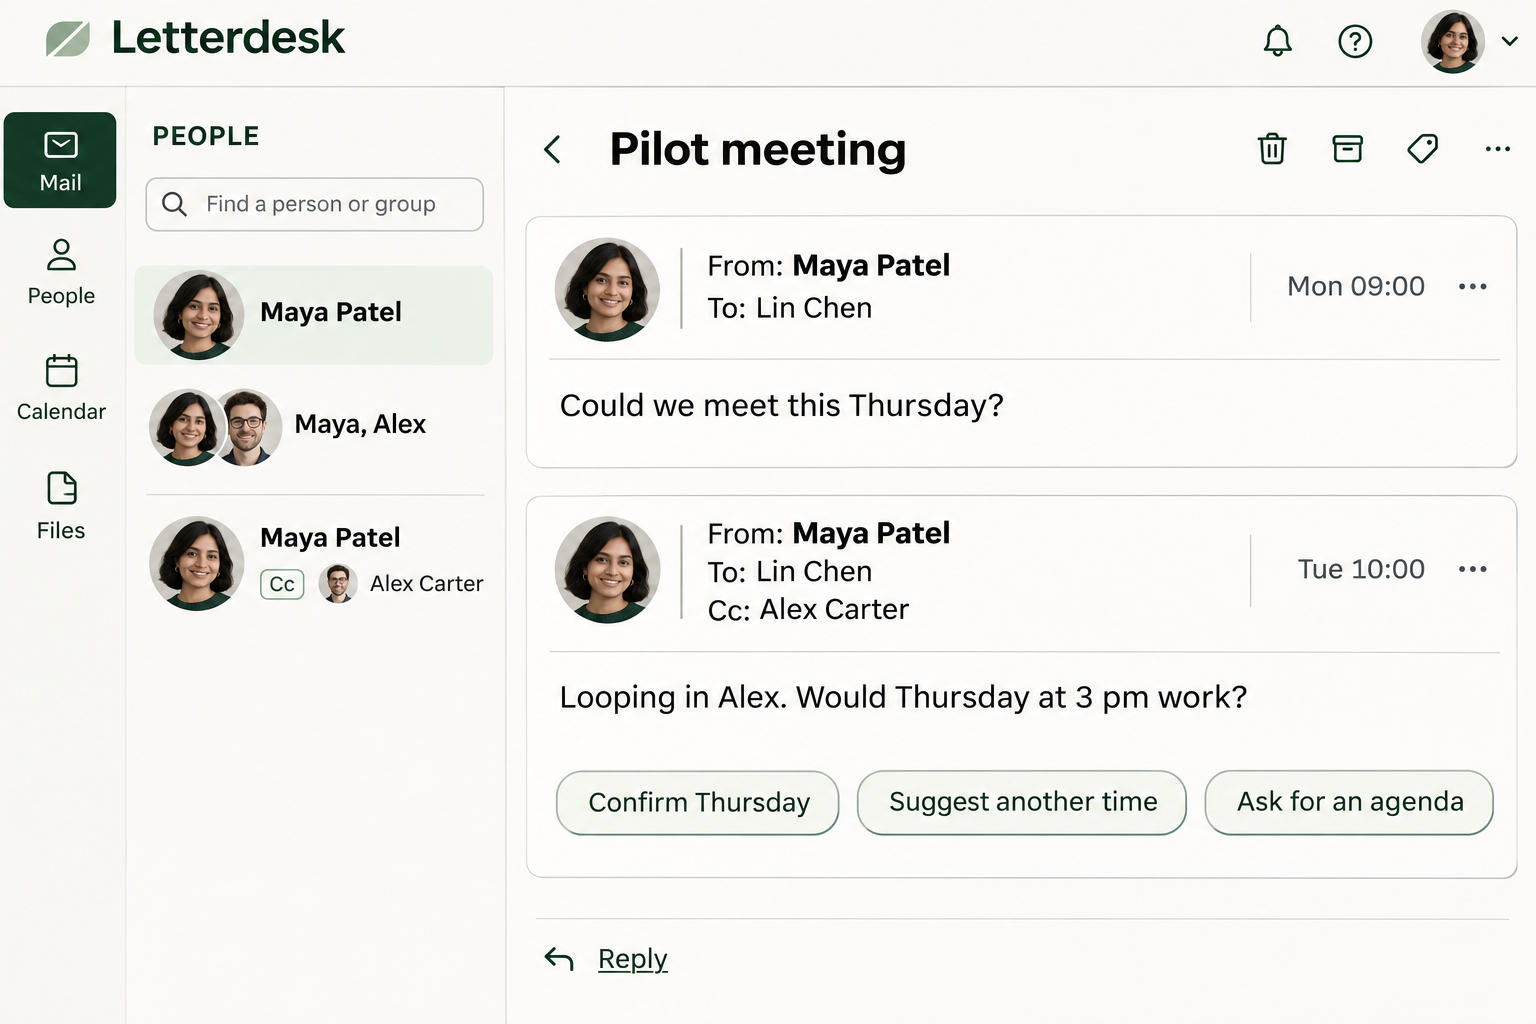 Letterdesk
Mail
People
Calendar
Files
PEOPLE
Find a person or group
Maya Patel
Maya, Alex
Maya Patel
Cc Alex Carter
Pilot meeting
From: Maya Patel
To: Lin Chen
Mon 09:00
Could we meet this Thursday?
From: Maya Patel
To: Lin Chen
Cc: Alex Carter
Tue 10:00
Looping in Alex. Would Thursday at 3 pm work?
Confirm Thursday
Suggest another time
Ask for an agenda
Reply